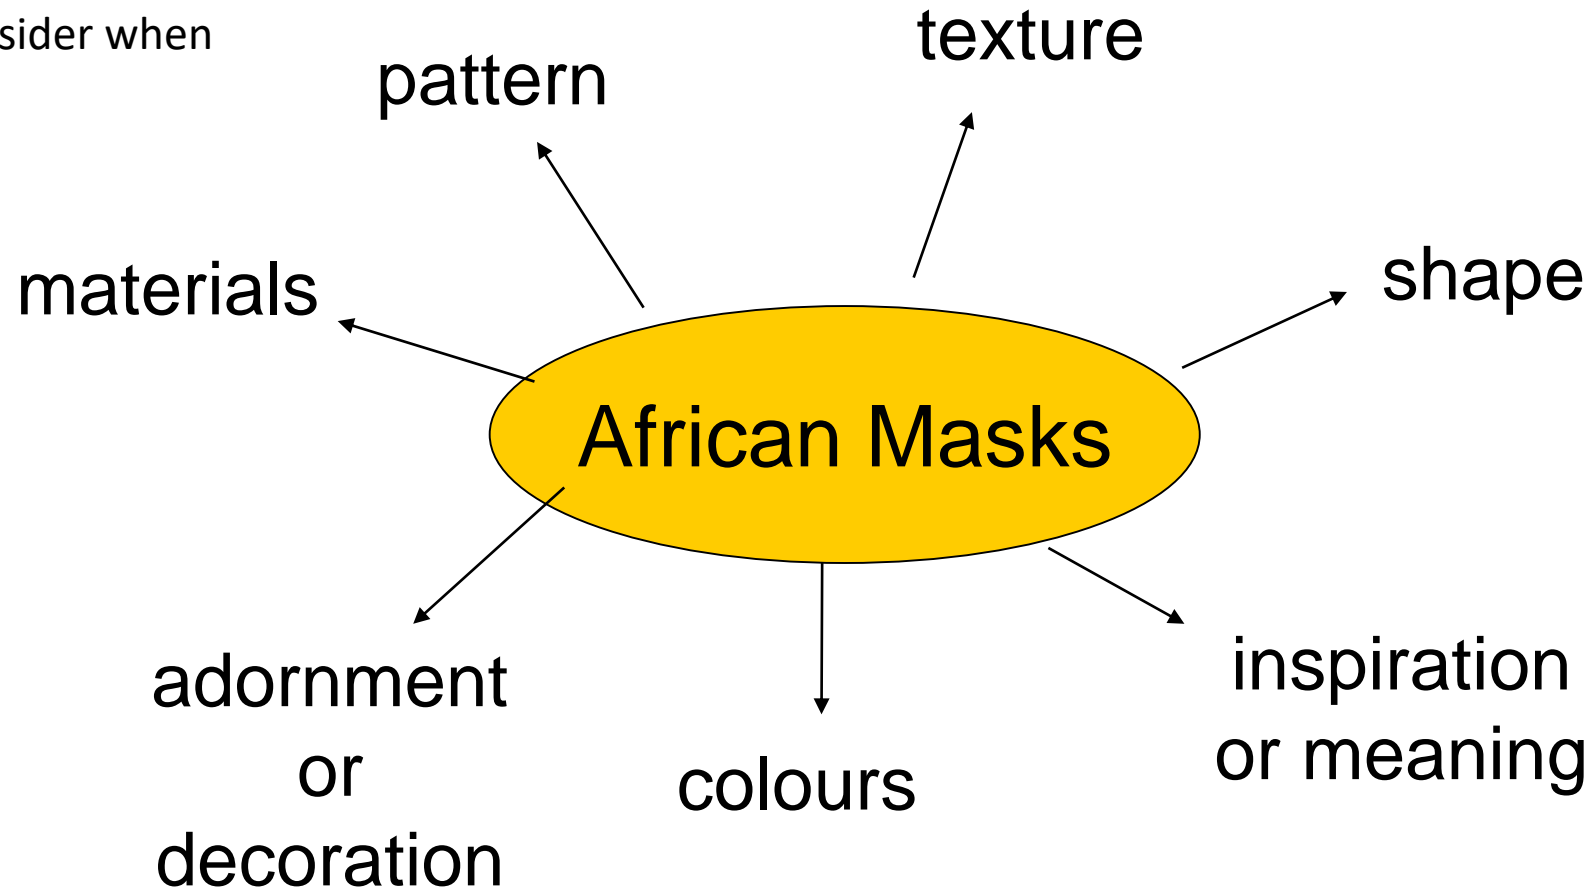 sider when
texture
pattern
shape
materials
African Masks
adornment
or
decoration
colours
inspiration
or meaning